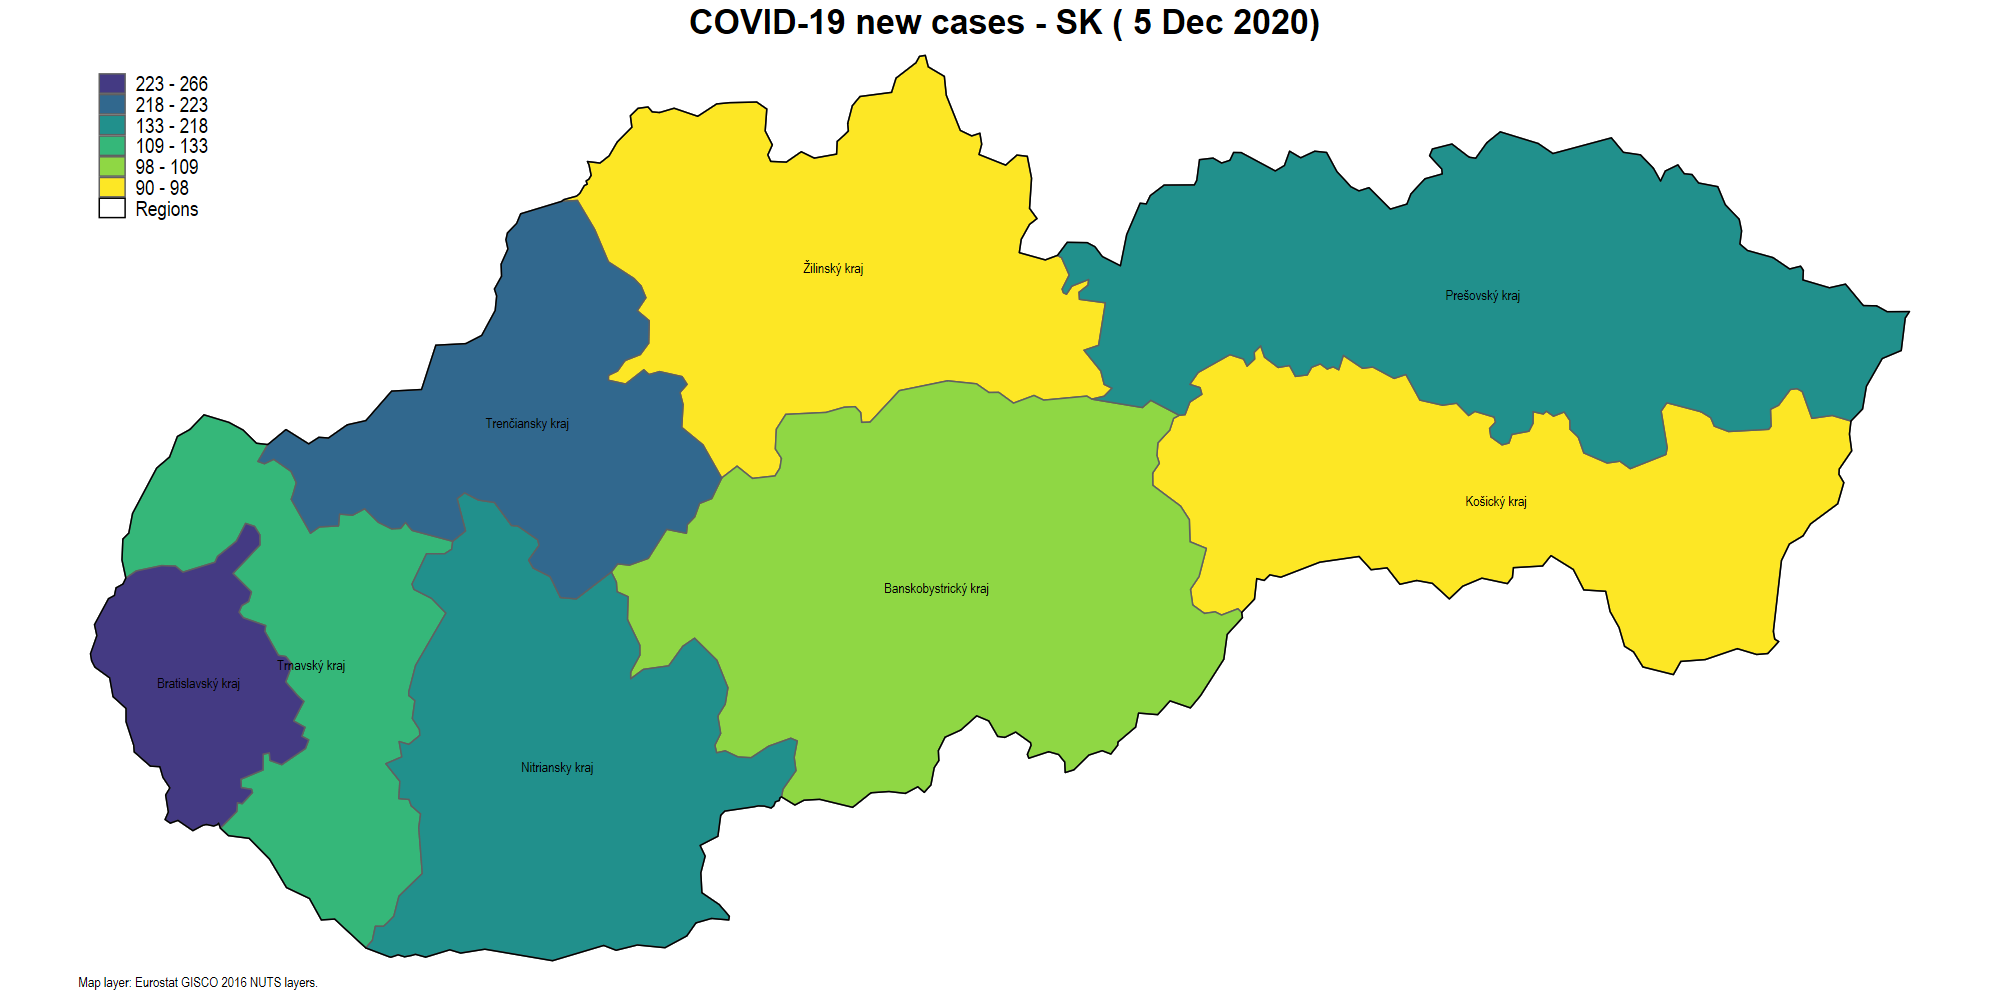 COVID-19 new cases - SK ( 5 Dec 2020)
223 - 266
218 - 223
133 - 218
109 - 133
98 - 109
90 - 98
Regions
Žilinský kraj
Prešovský kraj
Trenčiansky kraj
Košický kraj
Banskobystrický kraj
Trnavský kraj
Bratislavský kraj
Nitriansky kraj
Map layer: Eurostat GISCO 2016 NUTS layers.